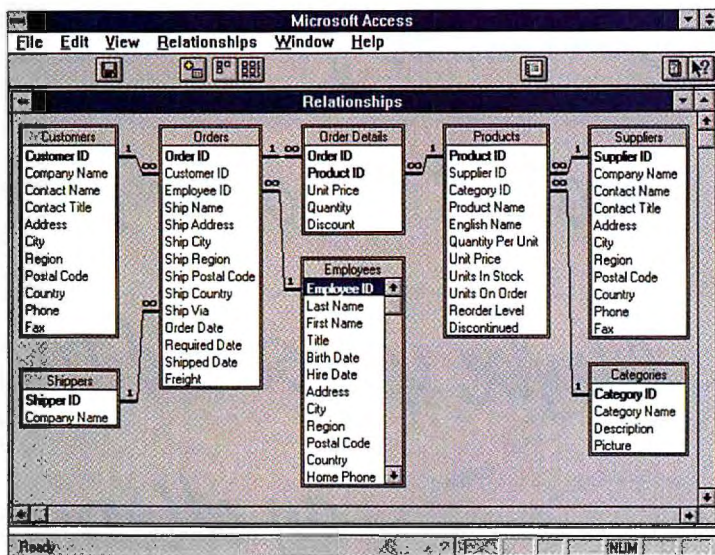 Microsoft Access
File Edit View Relationships Window Help
Relationships
Customers
Customer ID
Company Name
Contact Name
Contact Title
Address
City
Region
Postal Code
Country
Phone
Fax
Orders
Order ID
Customer ID
Employee ID
Ship Name
Ship Address
Ship City
Ship Region
Ship Postal Code
Ship Country
Ship Via
Order Date
Required Date
Shipped Date
Freight
Order Details
Order ID
Product ID
Unit Price
Quantity
Discount
Products
Product ID
Supplier ID
Category ID
Product Name
English Name
Quantity Per Unit
Unit Price
Units In Stock
Units On Order
Reorder Level
Discontinued
Suppliers
Supplier ID
Company Name
Contact Name
Contact Title
Address
City
Region
Postal Code
Country
Phone
Fax
Shippers
Shipper ID
Company Name
Employees
Employee ID
Last Name
First Name
Title
Birth Date
Hire Date
Address
City
Region
Postal Code
Country
Home Phone
Categories
Category ID
Category Name
Description
Picture
1 ∞
1 ∞
∞ 1
∞ 1
∞ 1
∞ 1
∞ 1
Ready
NUM